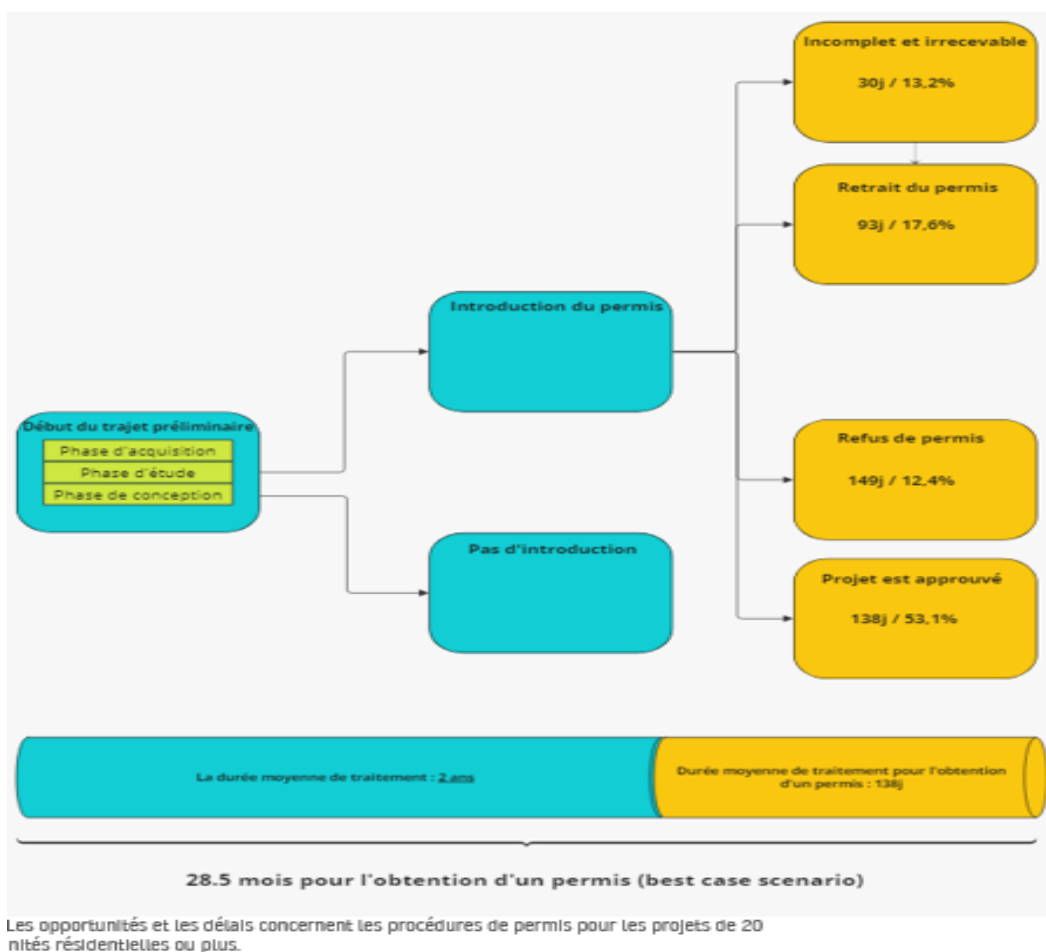 Incomplet et irrecevable
30j / 13,2%
Retrait du permis
93j / 17,6%
Introduction du permis
Début du trajet préliminaire
Phase d'acquisition
Phase d'étude
Phase de conception
Refus de permis
149j / 12,4%
Pas d'introduction
Projet est approuvé
138j / 53,1%
La durée moyenne de traitement : 2 ans
Durée moyenne de traitement pour l'obtention
d'un permis : 138j
28.5 mois pour l'obtention d'un permis (best case scenario)
Les opportunités et les délais concernent les procédures de permis pour les projets de 20
nités résidentielles ou plus.